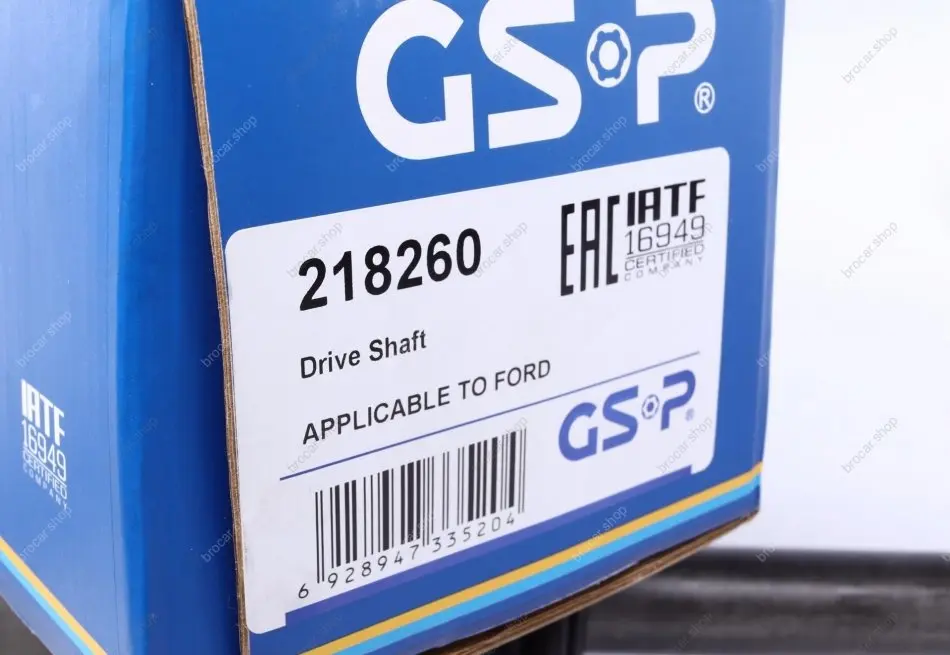 GSP®
218260
EAC
IATF
16949
CERTIFIED
COMPANY
Drive Shaft
APPLICABLE TO FORD
GSP®
6 928947 335204
IATF
16949
CERTIFIED
COMPANY
brocar.shop